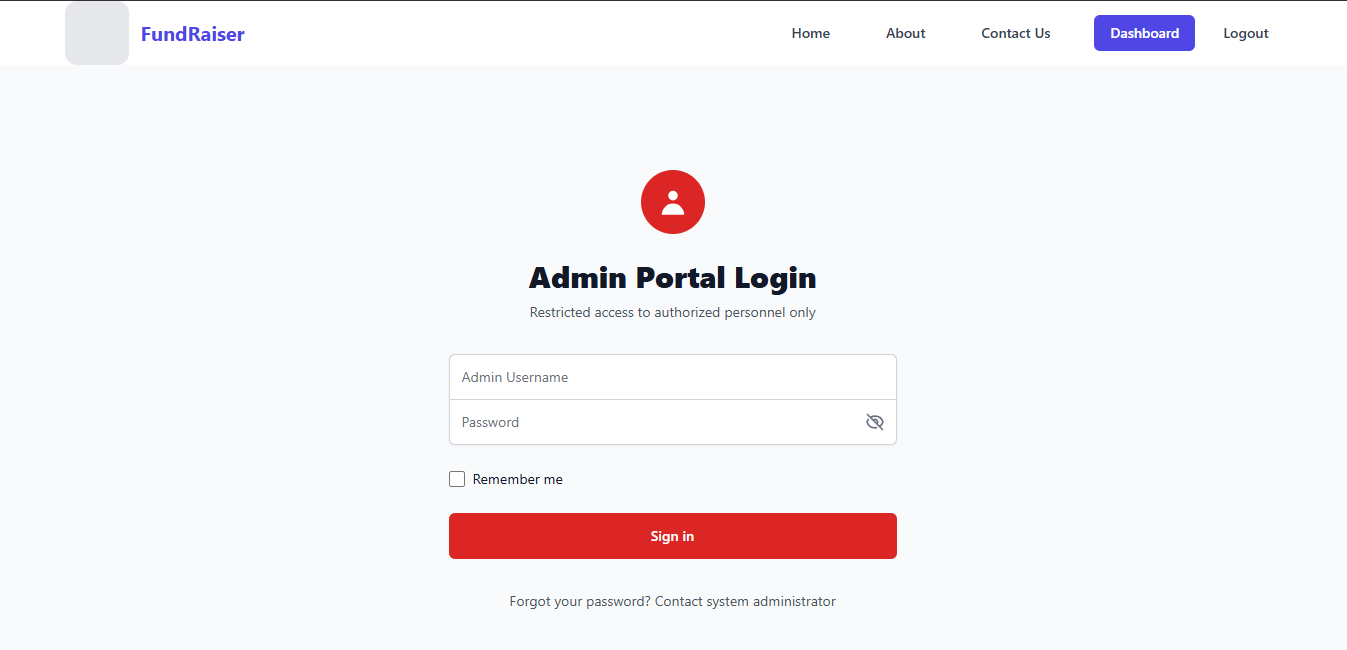 FundRaiser
Home About Contact Us Dashboard Logout
Admin Portal Login
Restricted access to authorized personnel only
Admin Username
Password
Remember me
Sign in
Forgot your password? Contact system administrator